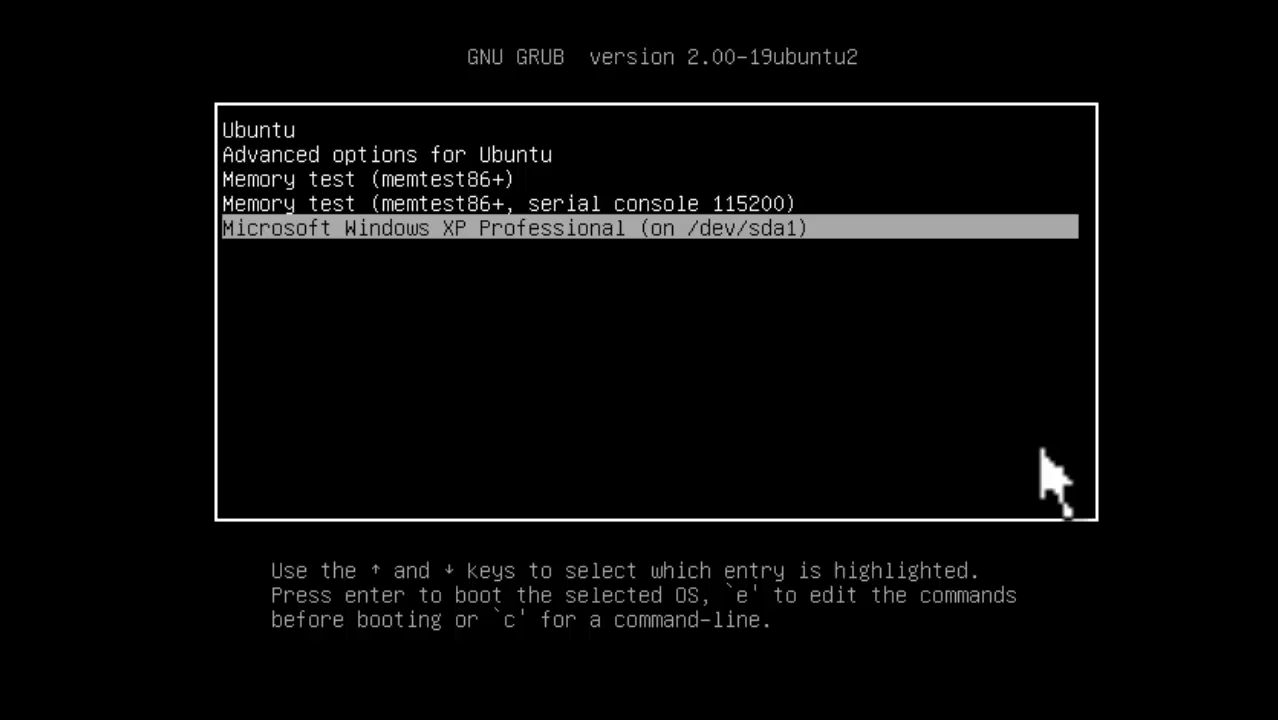 GNU GRUB  version 2.00-19ubuntu2
Ubuntu
Advanced options for Ubuntu
Memory test (memtest86+)
Memory test (memtest86+, serial console 115200)
Microsoft Windows XP Professional (on /dev/sda1)
Use the ↑ and ↓ keys to select which entry is highlighted.
Press enter to boot the selected OS, `e' to edit the commands
before booting or `c' for a command-line.